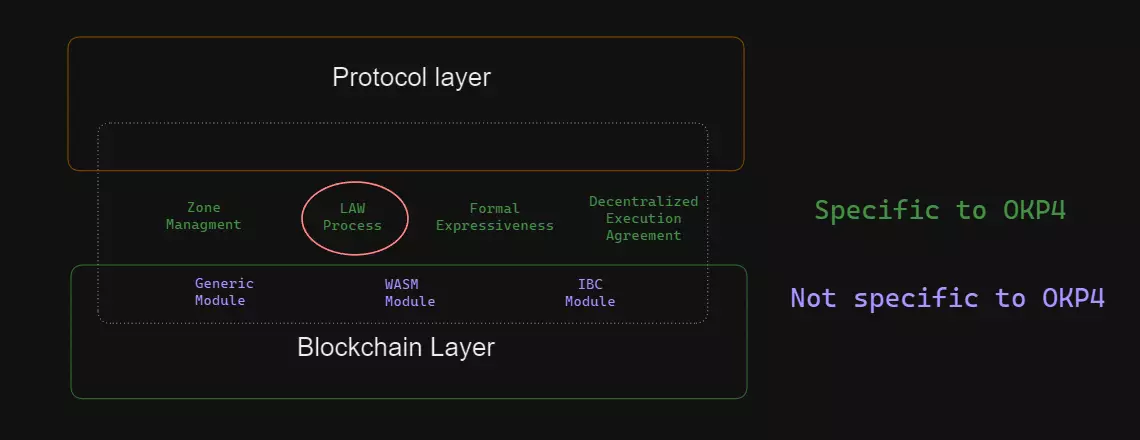 Protocol layer
Zone
Managment
LAW
Process
Formal
Expressiveness
Decentralized
Execution
Agreement
Specific to OKP4
Generic
Module
WASM
Module
IBC
Module
Not specific to OKP4
Blockchain Layer